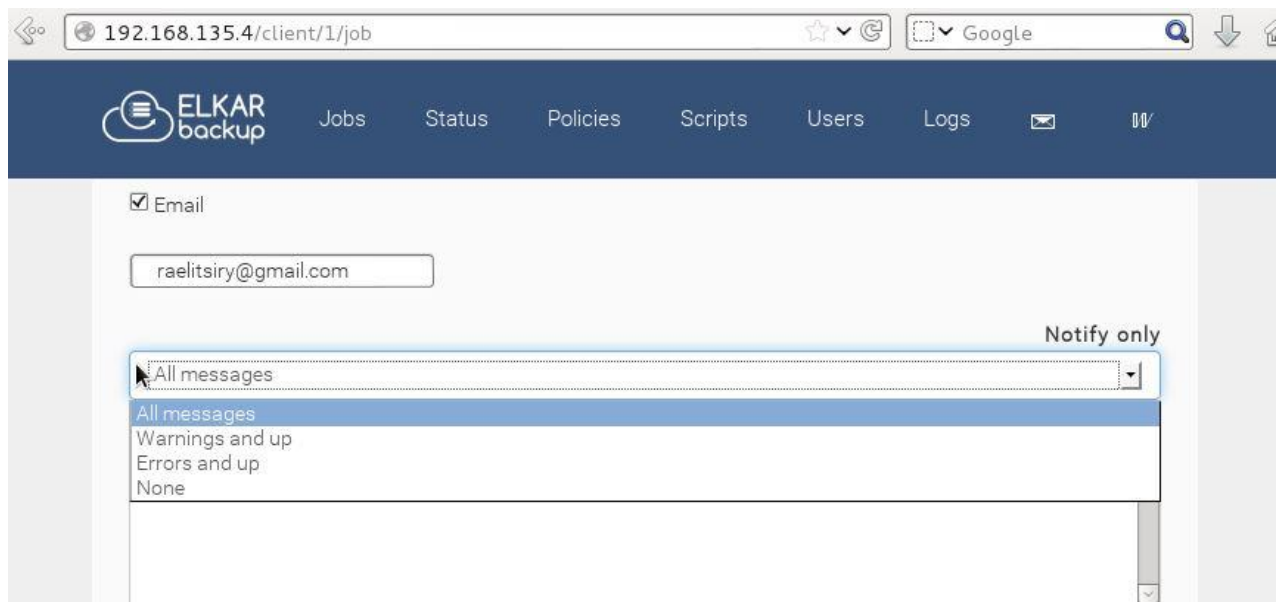 192.168.135.4/client/1/job
Google
ELKAR
backup
Jobs
Status
Policies
Scripts
Users
Logs
Email
raelitsiry@gmail.com
Notify only
All messages
All messages
Warnings and up
Errors and up
None